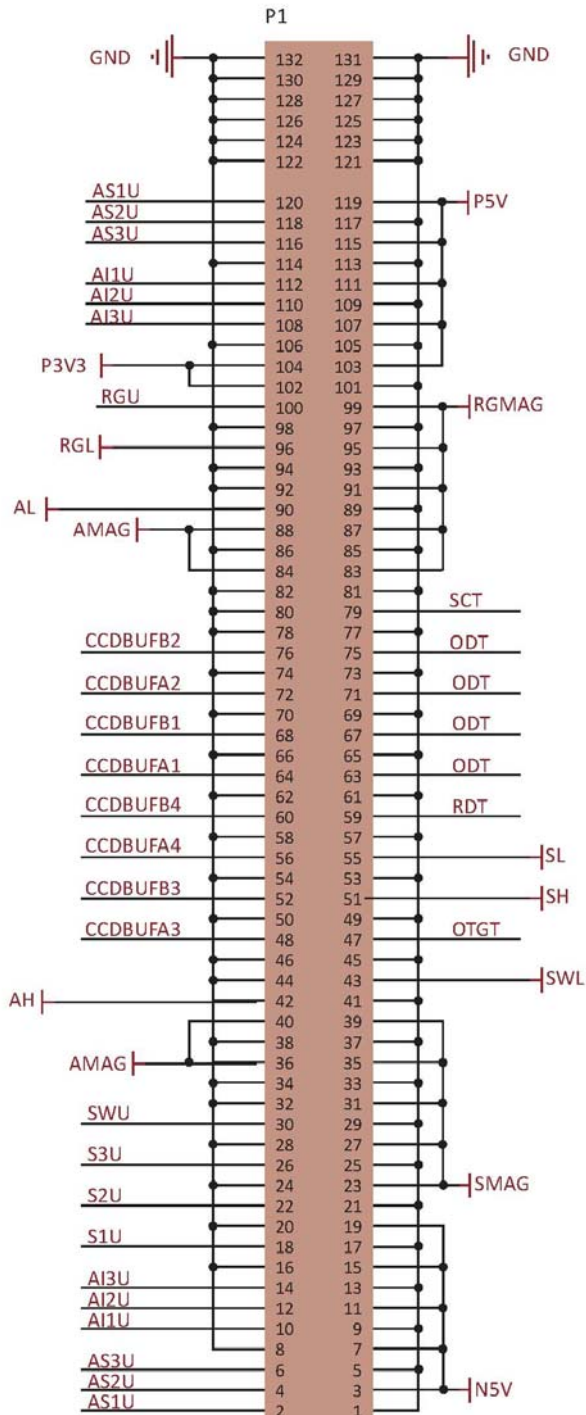 P1
GND 132 131 GND
130 129
128 127
126 125
124 123
122 121
AS1U 120 119 P5V
AS2U 118 117
AS3U 116 115
114 113
AI1U 112 111
AI2U 110 109
AI3U 108 107
106 105
P3V3 104 103
102 101
RGU 100 99 RGMAG
98 97
RGL 96 95
94 93
92 91
AL 90 89
AMAG 88 87
86 85
84 83
82 81
80 79 SCT
78 77
CCDBUFB2 76 75 ODT
74 73
CCDBUFA2 72 71 ODT
70 69
CCDBUFB1 68 67 ODT
66 65
CCDBUFA1 64 63 ODT
62 61
CCDBUFB4 60 59 RDT
58 57
CCDBUFA4 56 55 SL
54 53
CCDBUFB3 52 51 SH
50 49
CCDBUFA3 48 47 OTGT
46 45
44 43 SWL
AH 42 41
40 39
38 37
AMAG 36 35
34 33
32 31
SWU 30 29
28 27
S3U 26 25
24 23 SMAG
S2U 22 21
20 19
S1U 18 17
16 15
AI3U 14 13
AI2U 12 11
AI1U 10 9
8 7
AS3U 6 5
AS2U 4 3 N5V
AS1U 2 1